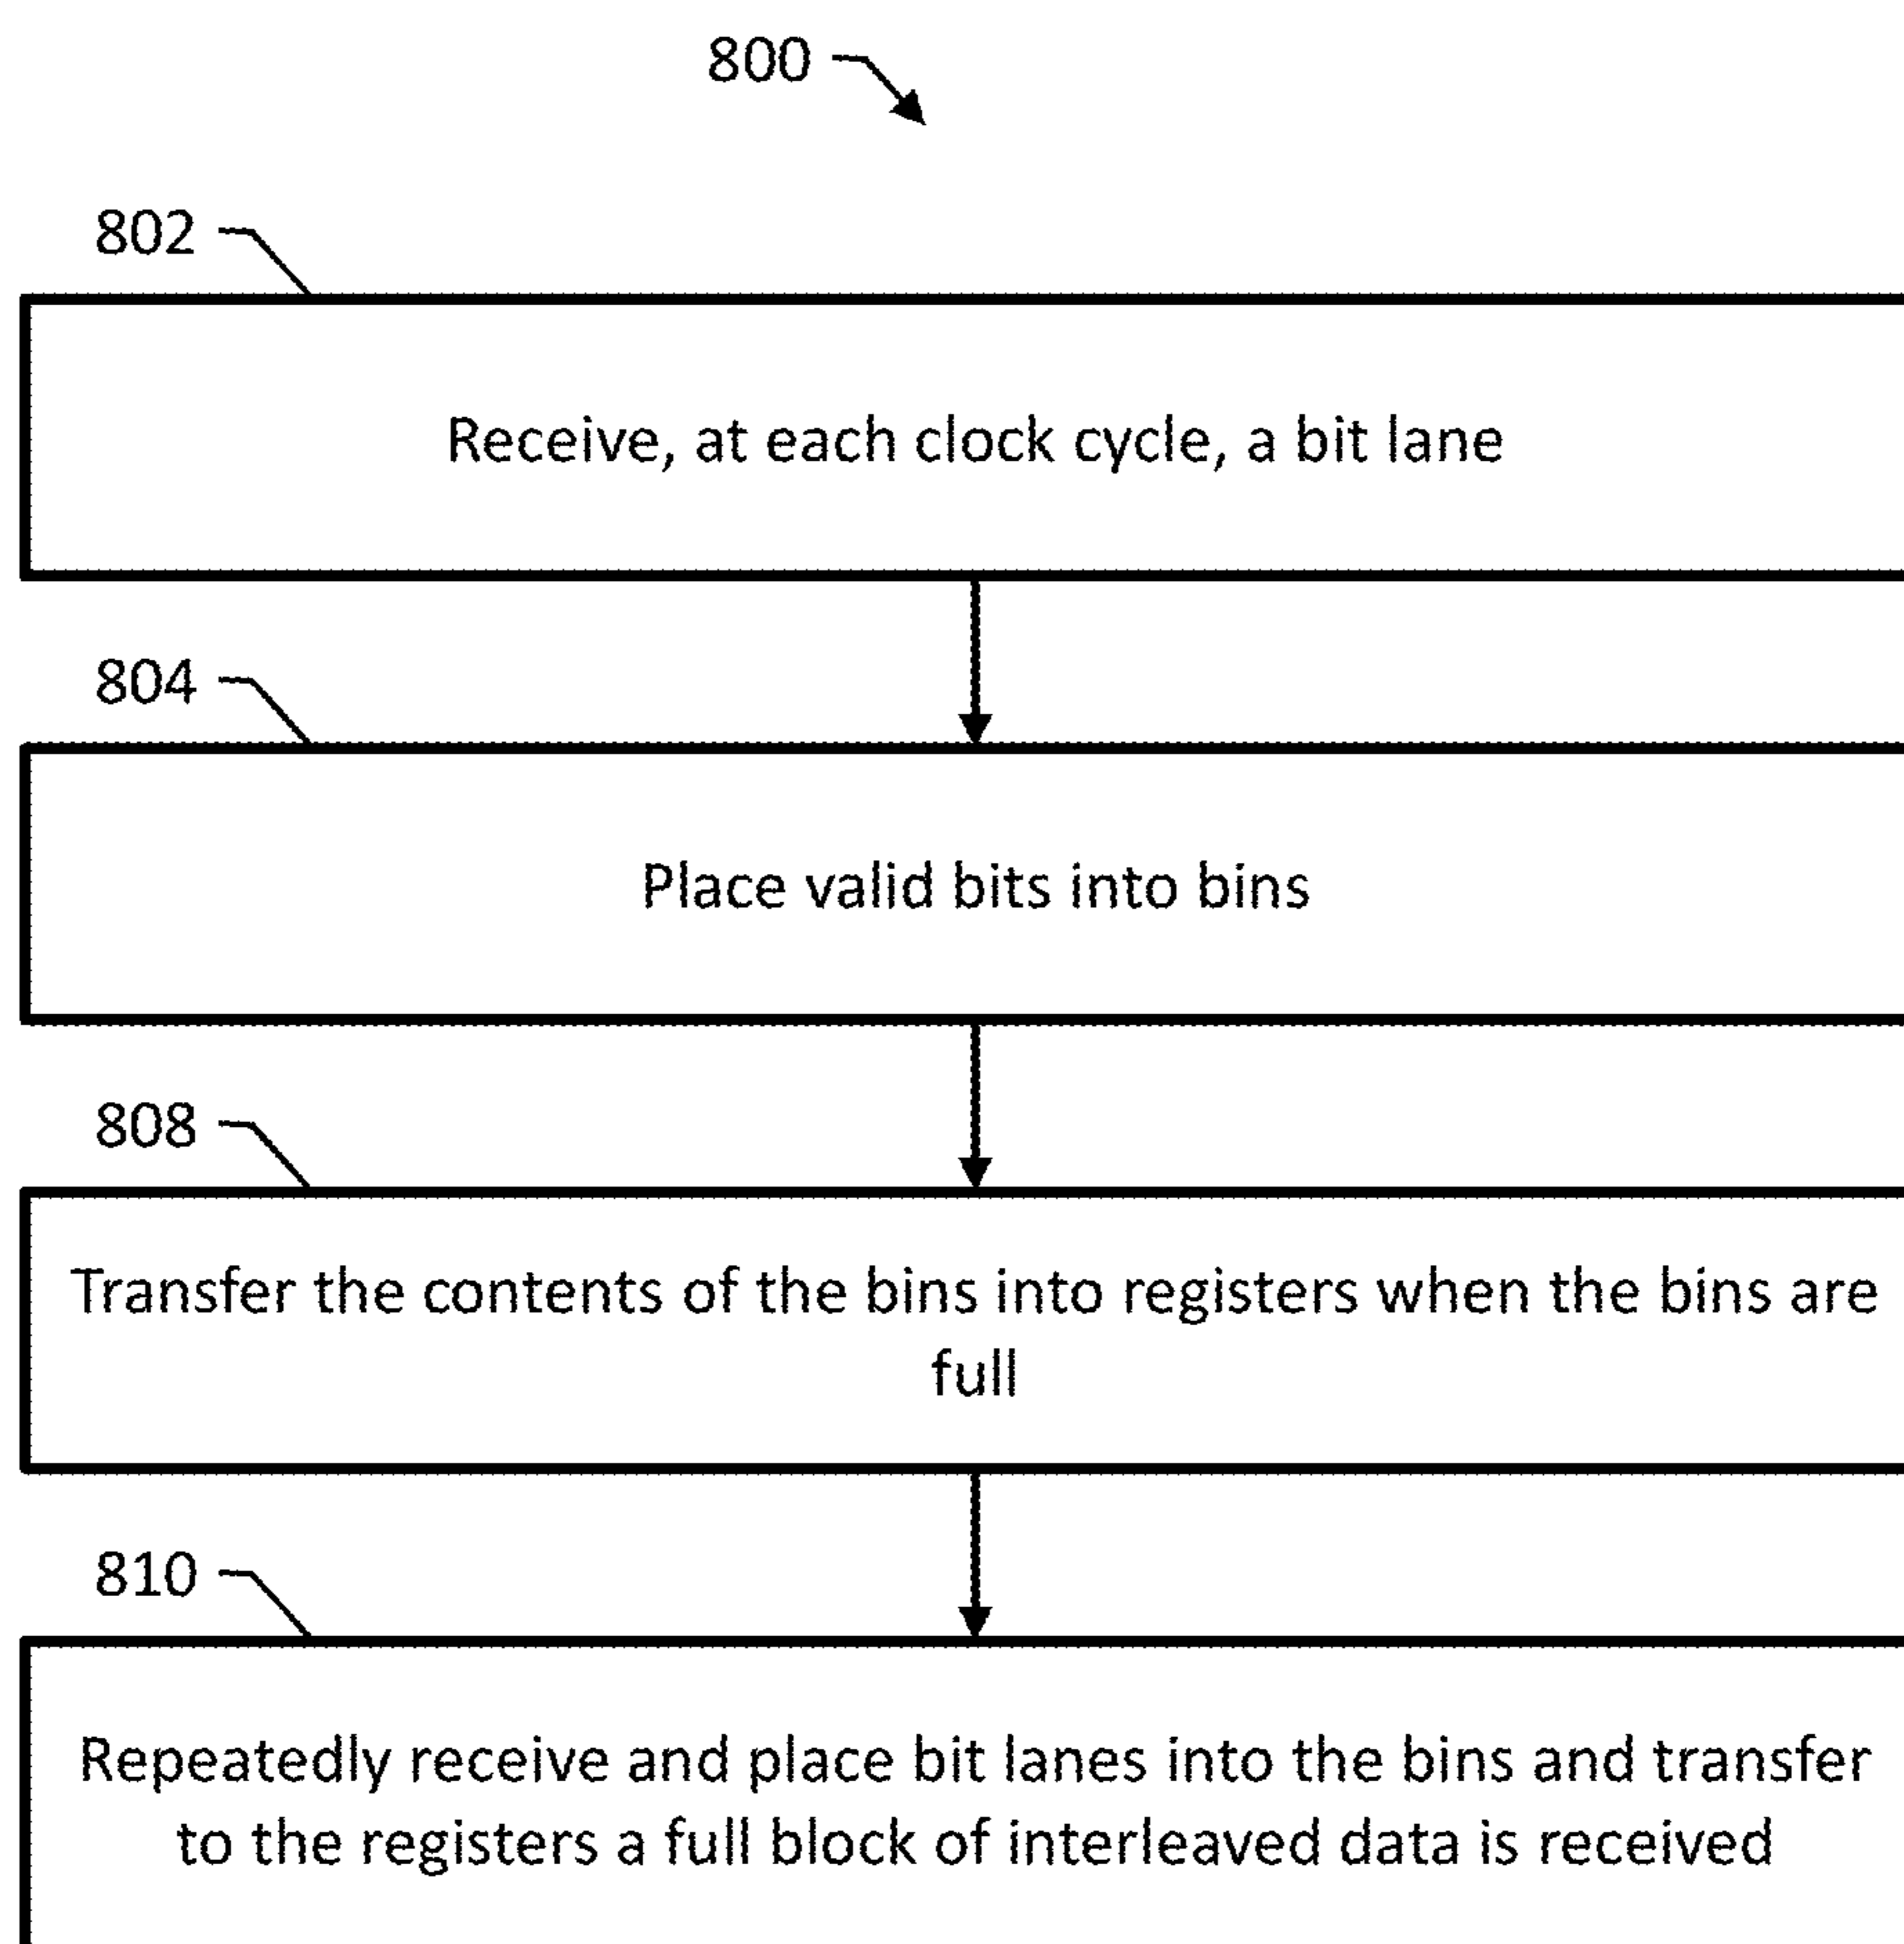 800
802
Receive, at each clock cycle, a bit lane
804
Place valid bits into bins
808
Transfer the contents of the bins into registers when the bins are
full
810
Repeatedly receive and place bit lanes into the bins and transfer
to the registers a full block of interleaved data is received